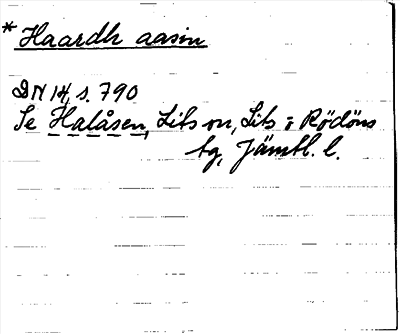 * Haardh aasin
DN 14, s. 790
Se Halåsen, Lits sn, Lits o Rödöns
tg, Jämtl. l.